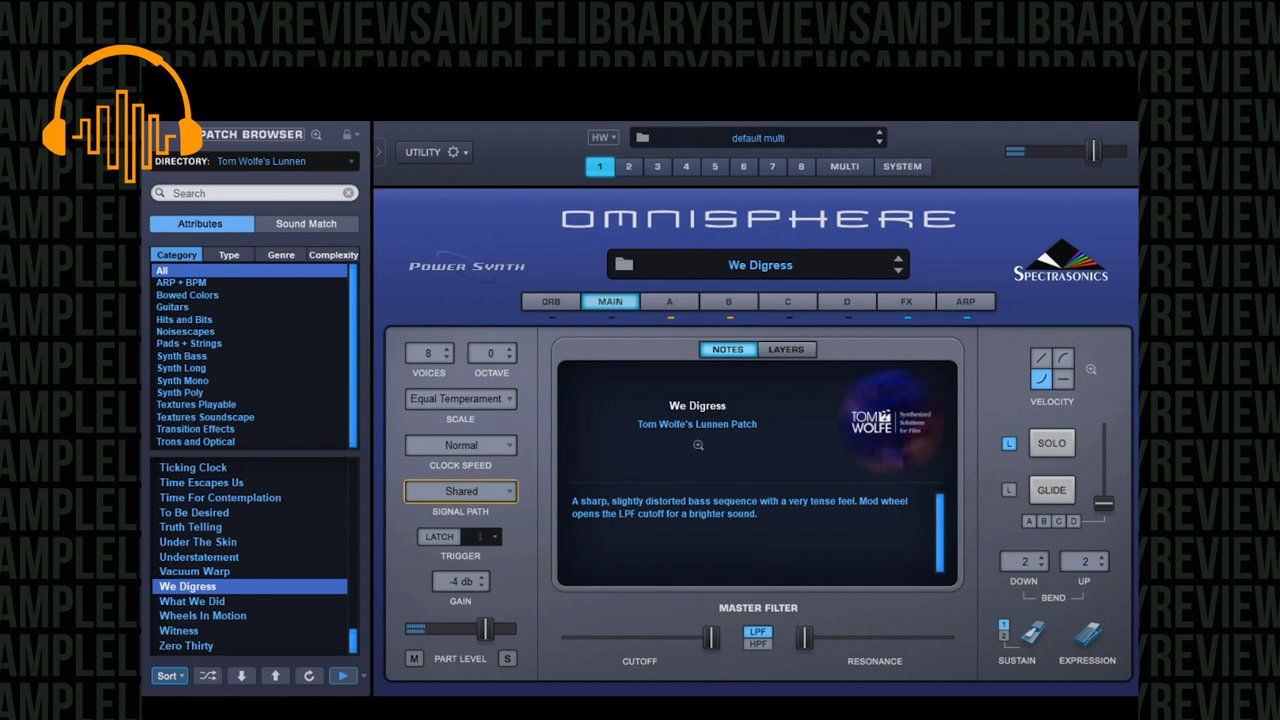 SAMPLELIBRARYREVIEW
PATCH BROWSER
DIRECTORY: Tom Wolfe's Lunnen
Search
Attributes Sound Match
Category Type Genre Complexity
All
ARP + BPM
Bowed Colors
Guitars
Hits and Bits
Noisescapes
Pads + Strings
Synth Bass
Synth Long
Synth Mono
Synth Poly
Textures Playable
Textures Soundscape
Transition Effects
Trons and Optical
Ticking Clock
Time Escapes Us
Time For Contemplation
To Be Desired
Truth Telling
Under The Skin
Understatement
Vacuum Warp
We Digress
What We Did
Wheels In Motion
Witness
Zero Thirty
Sort
UTILITY
HW
default multi
1 2 3 4 5 6 7 8 MULTI SYSTEM
OMNISPHERE
POWER SYNTH
We Digress
SPECTRASONICS
ORB MAIN A B C D FX ARP
8 0
VOICES OCTAVE
Equal Temperament
SCALE
Normal
CLOCK SPEED
Shared
SIGNAL PATH
LATCH
TRIGGER
-4 db
GAIN
M PART LEVEL S
NOTES LAYERS
We Digress
Tom Wolfe's Lunnen Patch
TOM WOLFE
Synthesized
Solutions
for Film
A sharp, slightly distorted bass sequence with a very tense feel. Mod wheel
opens the LPF cutoff for a brighter sound.
MASTER FILTER
LPF
HPF
CUTOFF RESONANCE
VELOCITY
L SOLO
L GLIDE
A B C D
2 2
DOWN UP
BEND
1
2
SUSTAIN EXPRESSION